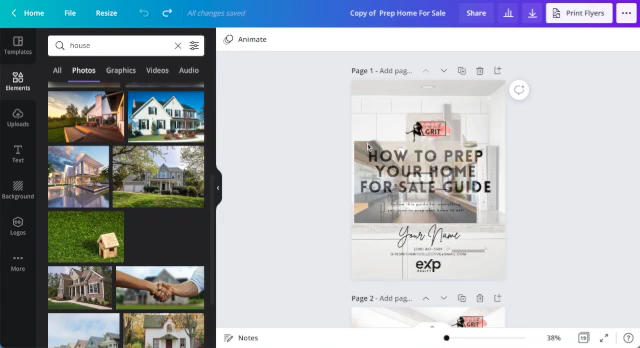 Home
File
Resize
All changes saved
Copy of Prep Home For Sale
Share
Print Flyers
Templates
Elements
Uploads
Text
Background
Logos
More
house
All
Photos
Graphics
Videos
Audio
Animate
Page 1 - Add pag...
GRIT
HOW TO PREP
YOUR HOME
FOR SALE GUIDE
Your Name
exp
REALTY
Page 2 - Add pag...
GRIT
Notes
38%
19